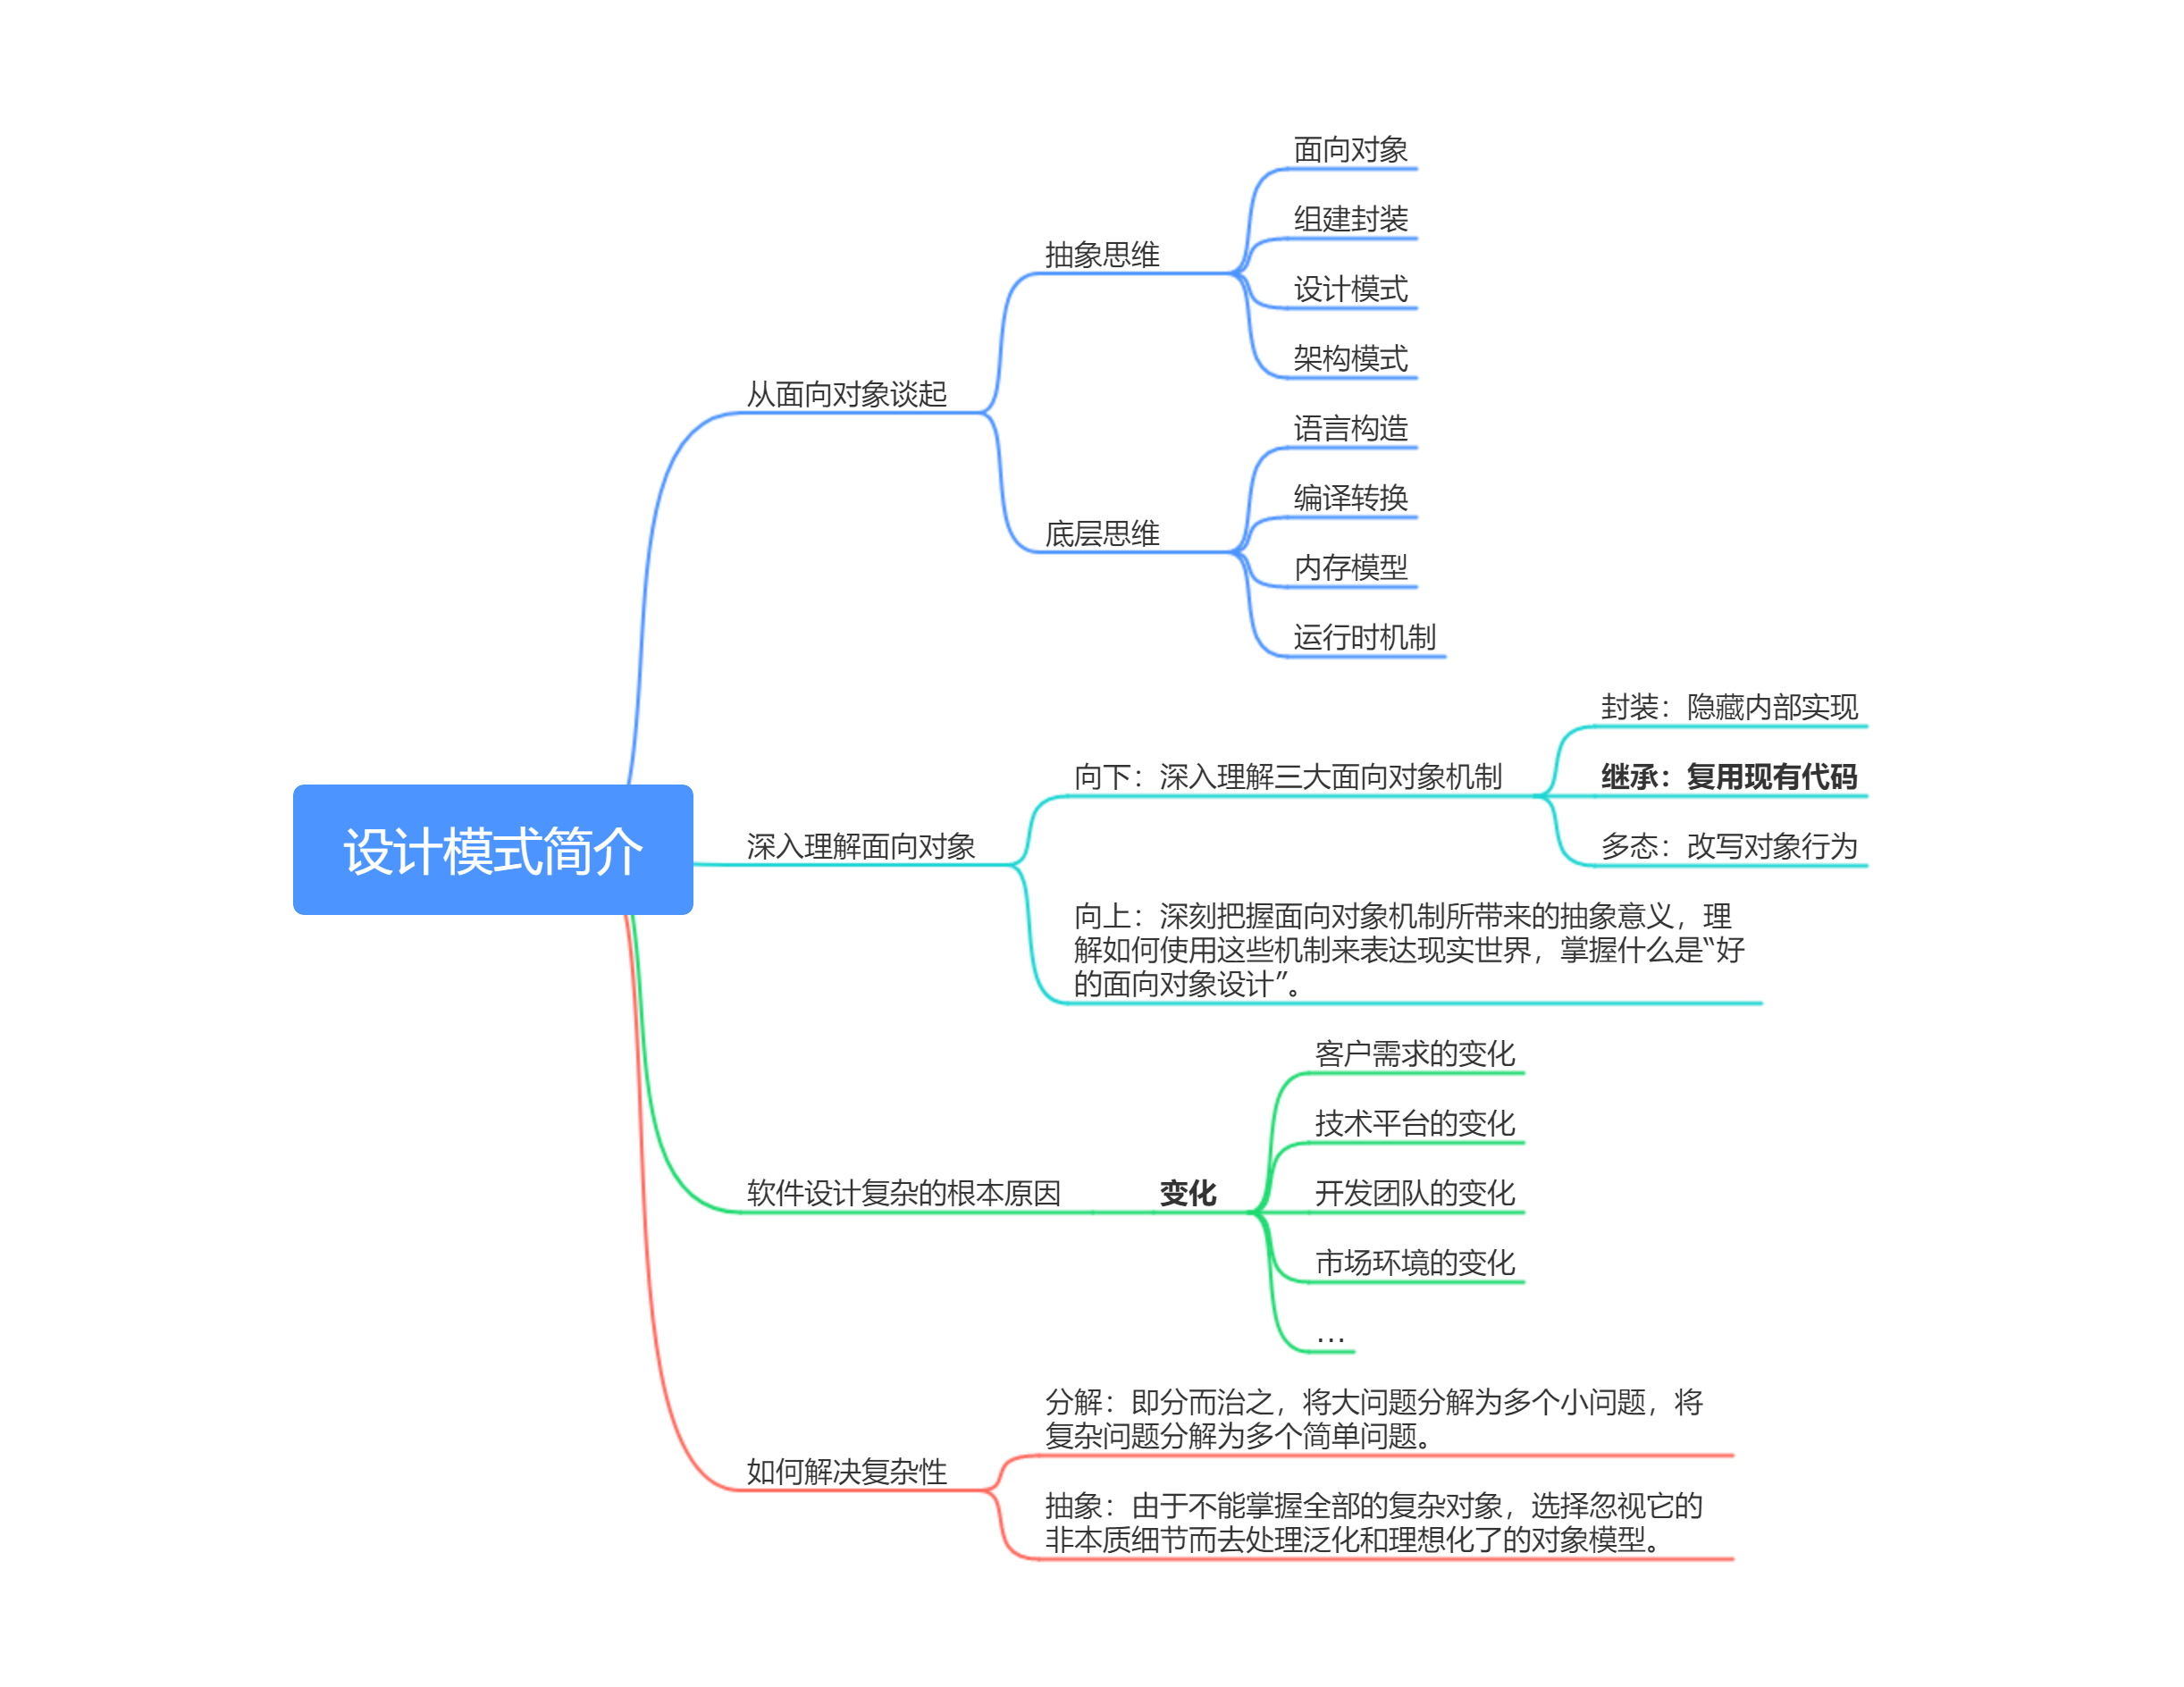 设计模式简介
从面向对象谈起
抽象思维
面向对象
组建封装
设计模式
架构模式
底层思维
语言构造
编译转换
内存模型
运行时机制
深入理解面向对象
向下：深入理解三大面向对象机制
封装：隐藏内部实现
继承：复用现有代码
多态：改写对象行为
向上：深刻把握面向对象机制所带来的抽象意义，理
解如何使用这些机制来表达现实世界，掌握什么是“好
的面向对象设计”。
软件设计复杂的根本原因
变化
客户需求的变化
技术平台的变化
开发团队的变化
市场环境的变化
…
如何解决复杂性
分解：即分而治之，将大问题分解为多个小问题，将
复杂问题分解为多个简单问题。
抽象：由于不能掌握全部的复杂对象，选择忽视它的
非本质细节而去处理泛化和理想化了的对象模型。